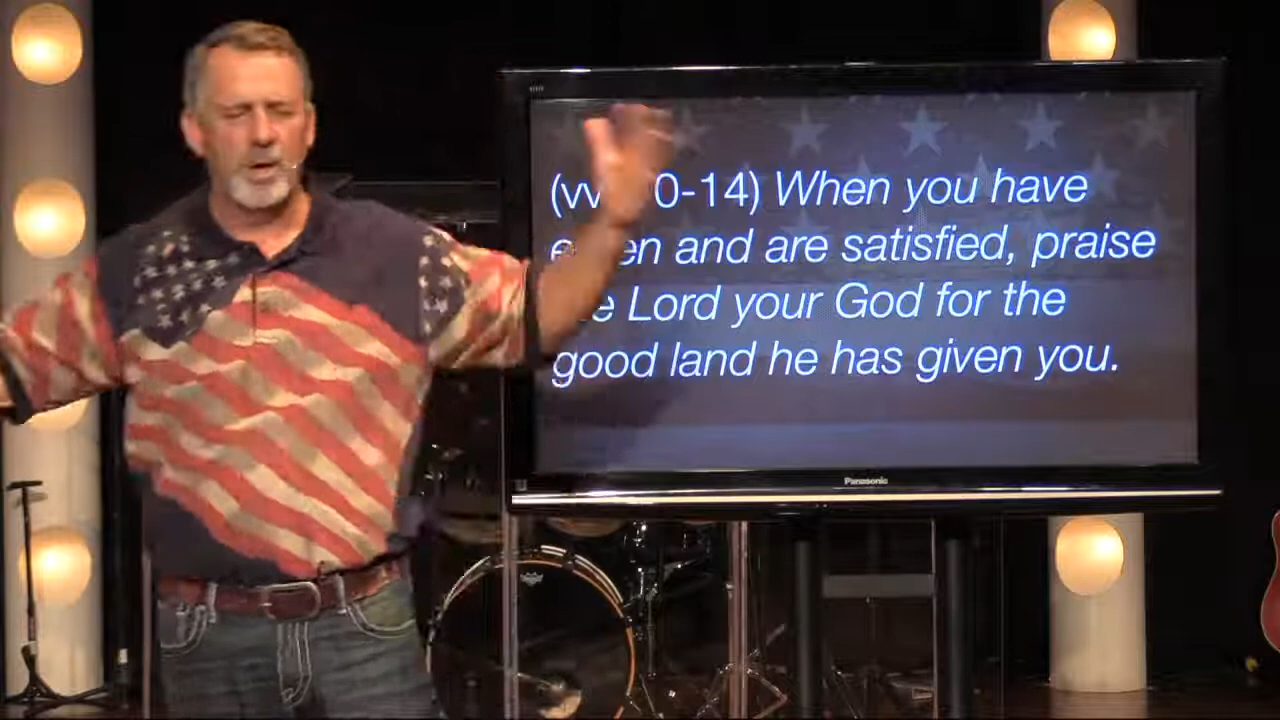 (vv 0-14) When you have
and are satisfied, praise
Lord your God for the
good land he has given you.
Panasonic